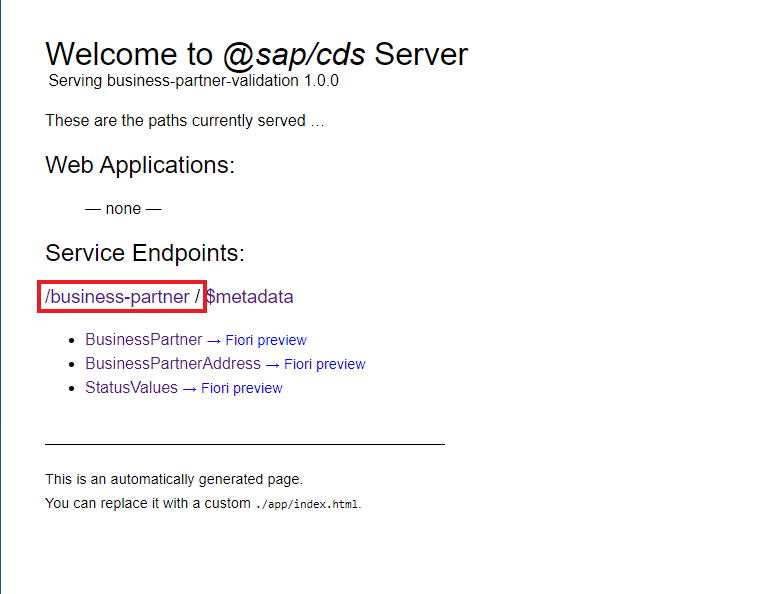 Welcome to @sap/cds Server
Serving business-partner-validation 1.0.0
These are the paths currently served …
Web Applications:
— none —
Service Endpoints:
/business-partner / $metadata
BusinessPartner → Fiori preview
BusinessPartnerAddress → Fiori preview
StatusValues → Fiori preview
This is an automatically generated page.
You can replace it with a custom ./app/index.html.